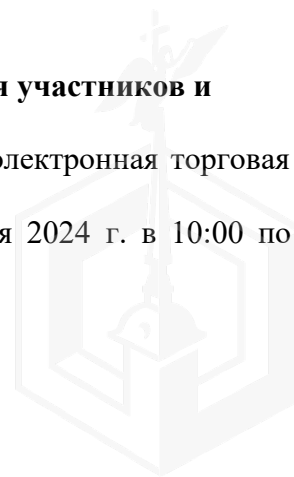 я участников и
электронная торговая
я 2024 г. в 10:00 по